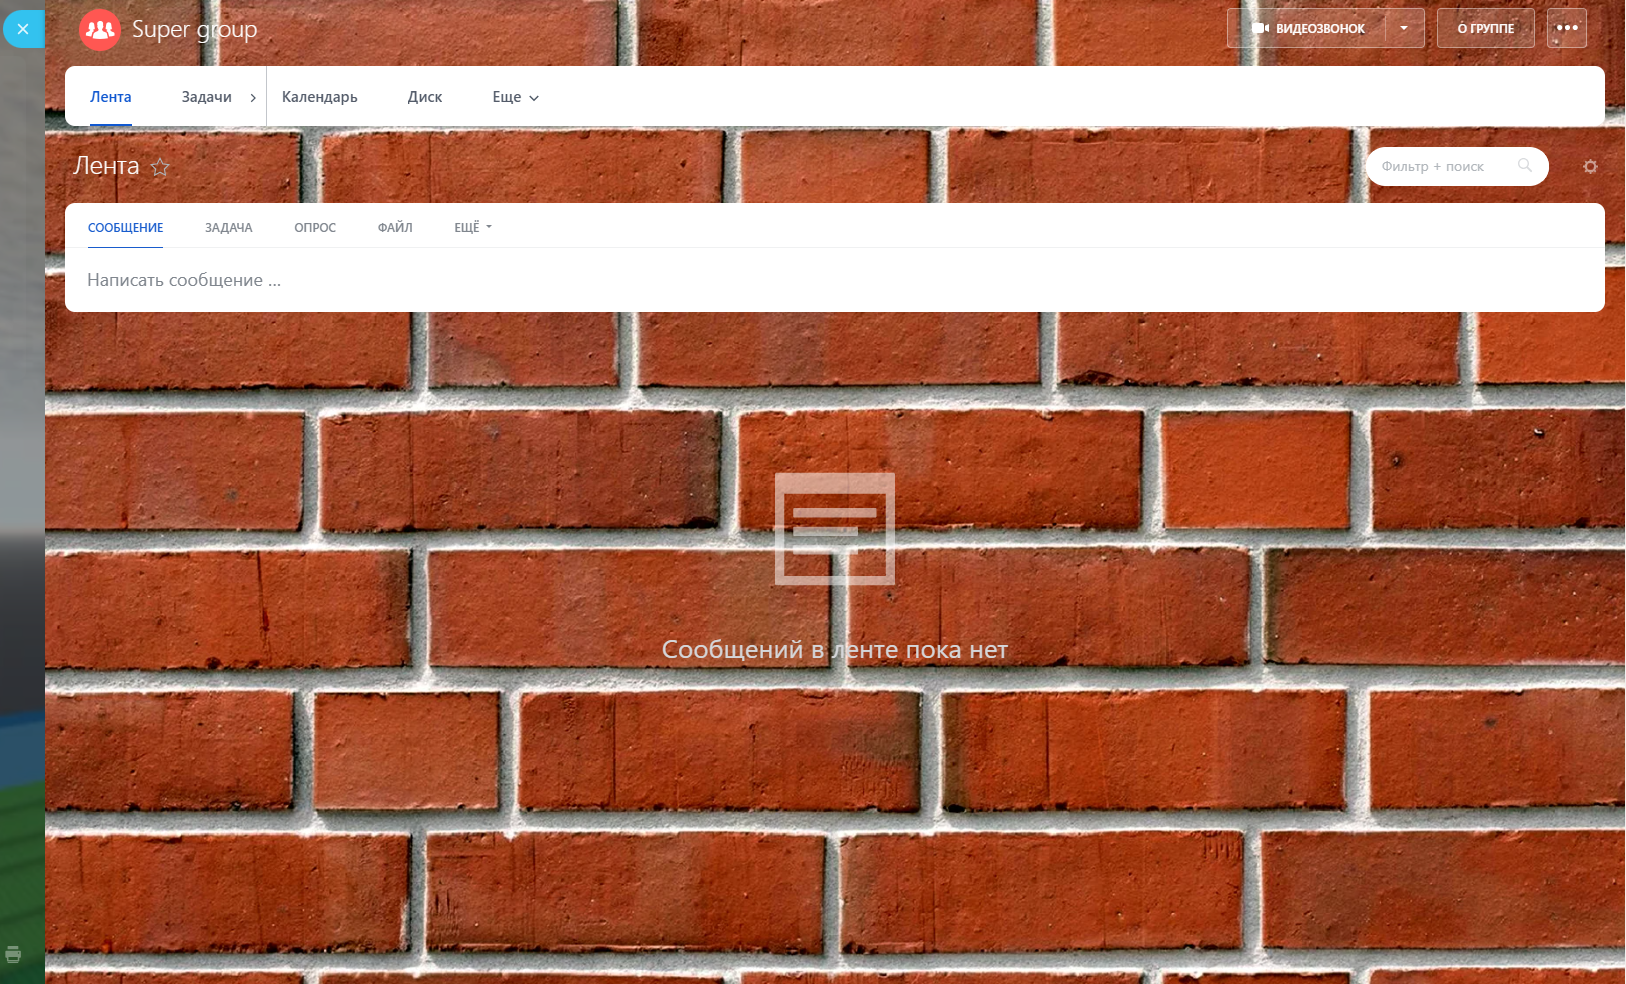 Super group
ВИДЕОЗВОНОК
О ГРУППЕ
Лента
Задачи
Календарь
Диск
Еще
Лента
Фильтр + поиск
СООБЩЕНИЕ
ЗАДАЧА
ОПРОС
ФАЙЛ
ЕЩЁ
Написать сообщение ...
Сообщений в ленте пока нет